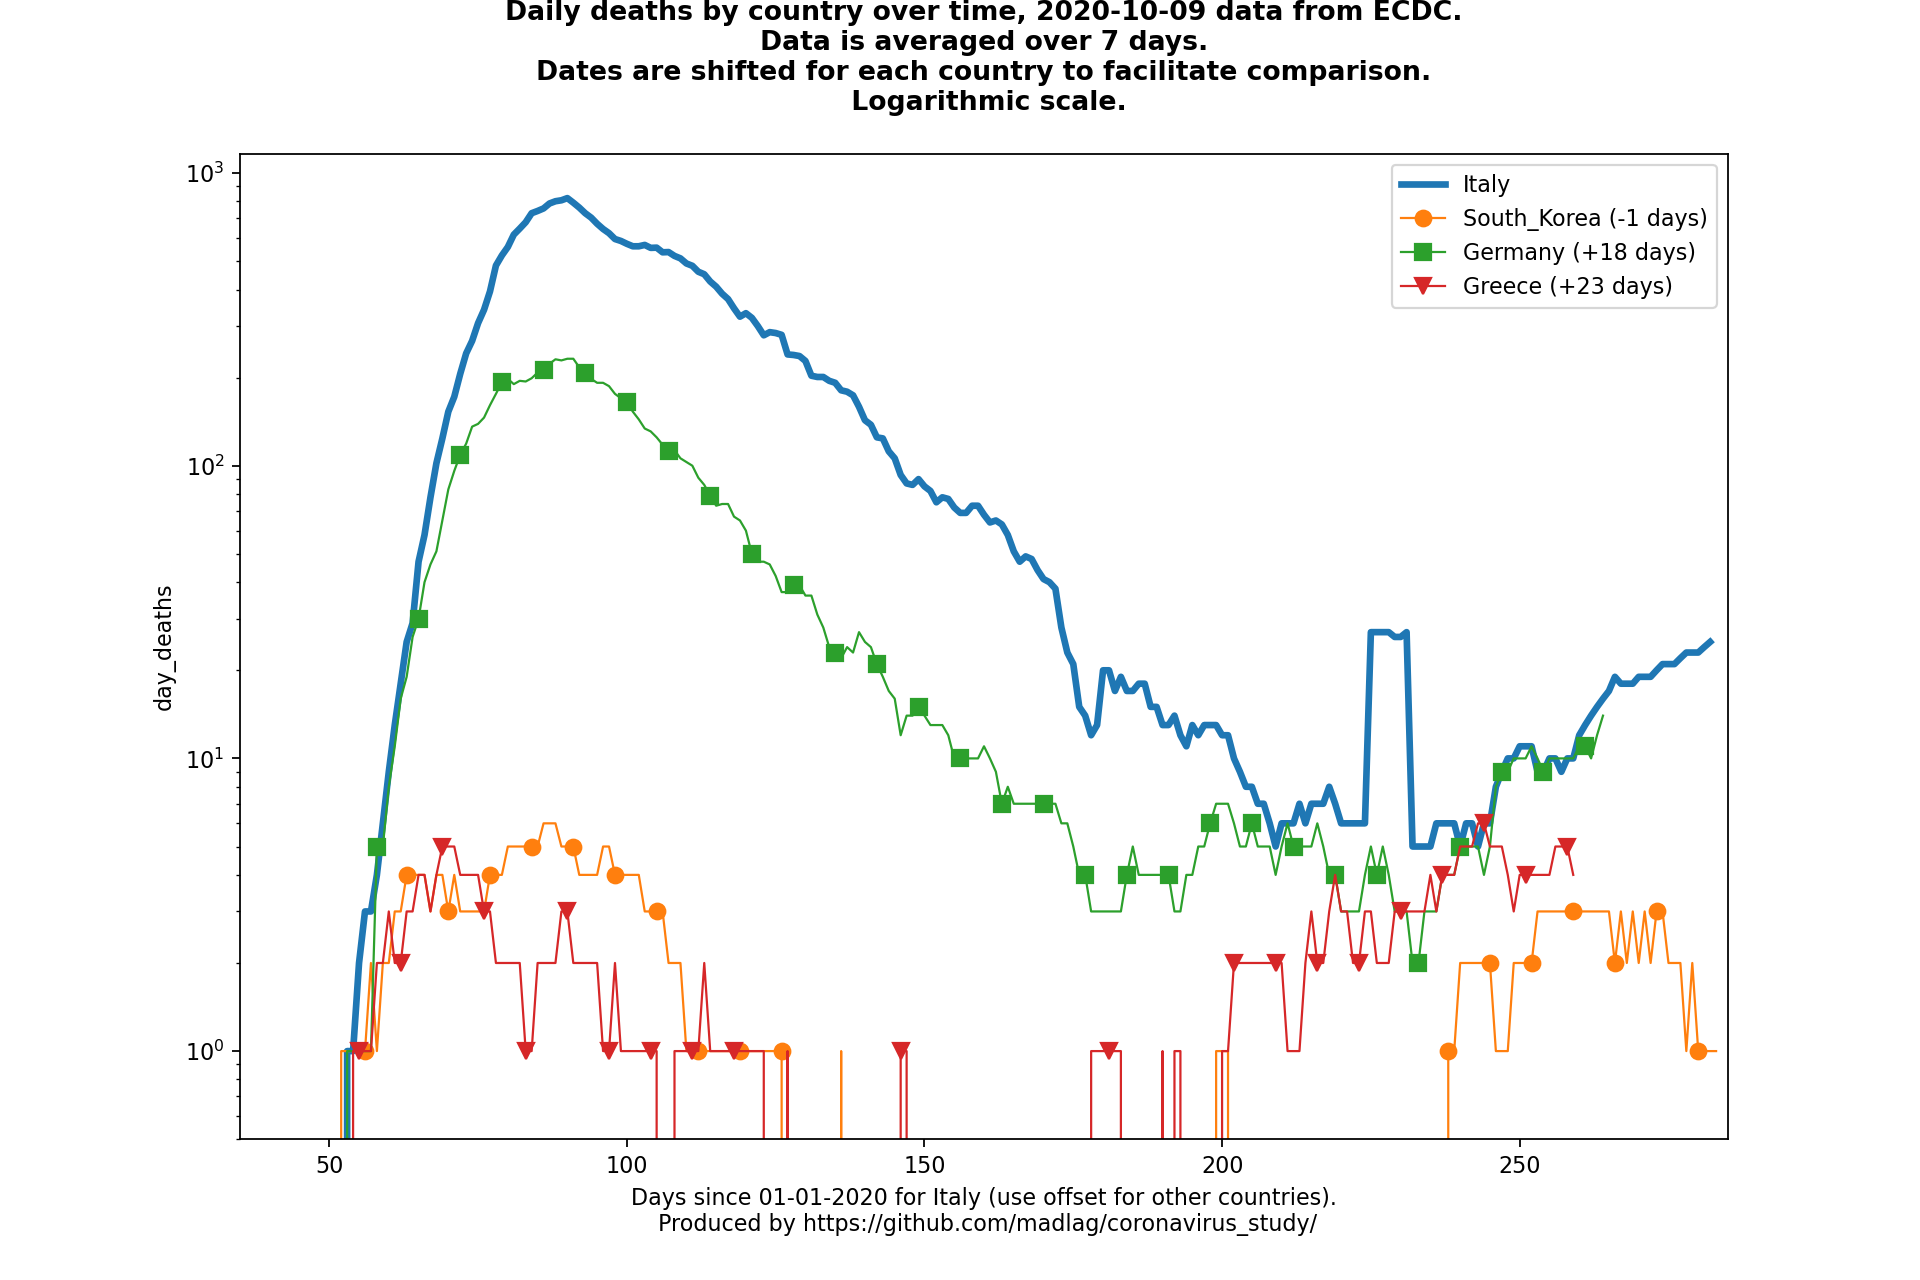 Daily deaths by country over time, 2020-10-09 data from ECDC.
Data is averaged over 7 days.
Dates are shifted for each country to facilitate comparison.
Logarithmic scale.
10³
10²
10¹
10⁰
day_deaths
Italy
South_Korea (-1 days)
Germany (+18 days)
Greece (+23 days)
50 100 150 200 250
Days since 01-01-2020 for Italy (use offset for other countries).
Produced by https://github.com/madlag/coronavirus_study/